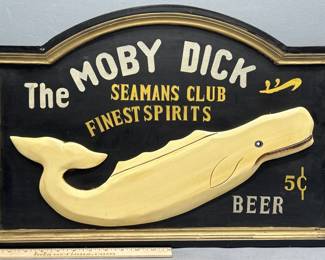 The MOBY DICK
SEAMANS CLUB
FINEST SPIRITS
5¢
BEER